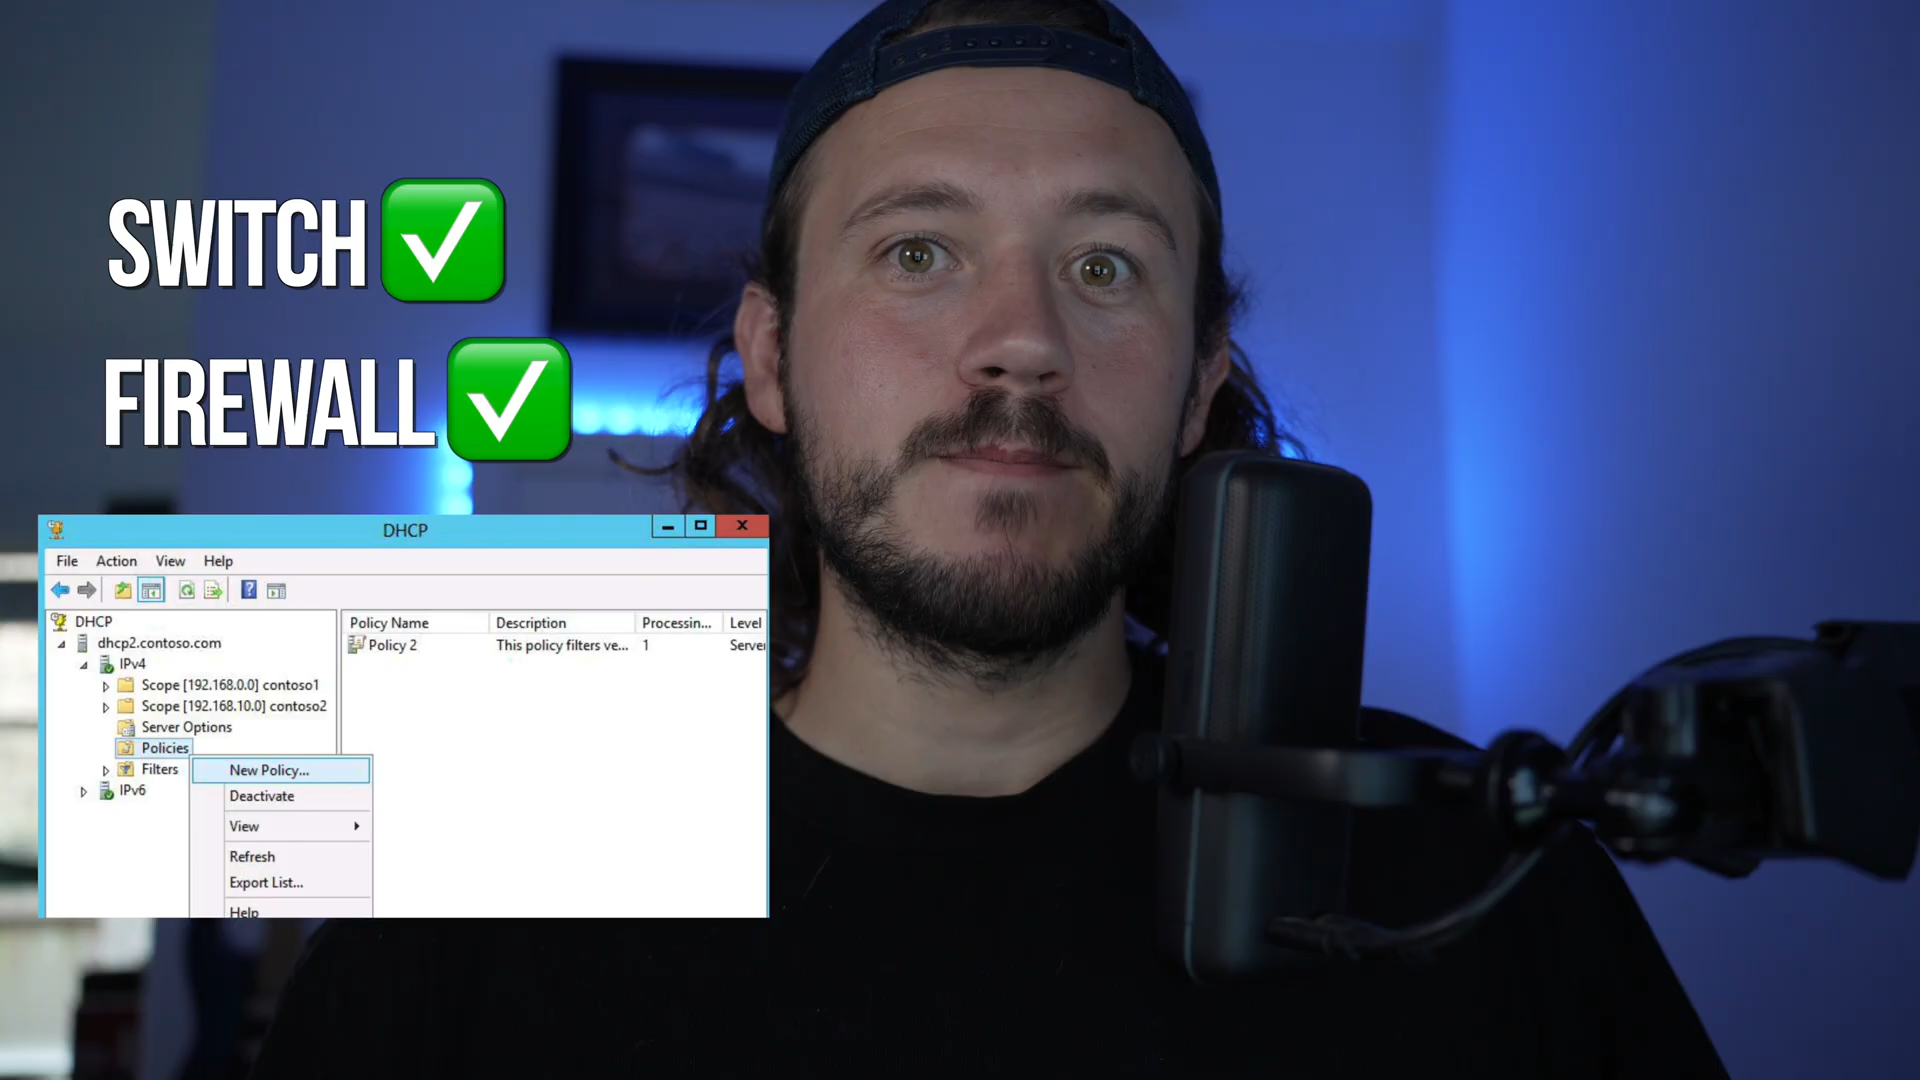 SWITCH ✅
FIREWALL ✅
DHCP
File Action View Help
DHCP
dhcp2.contoso.com
IPv4
Scope [192.168.0.0] contoso1
Scope [192.168.10.0] contoso2
Server Options
Policies
Filters
IPv6
Policy Name Description Processin... Level
Policy 2 This policy filters ve... 1 Server
New Policy...
Deactivate
View
Refresh
Export List...
Help